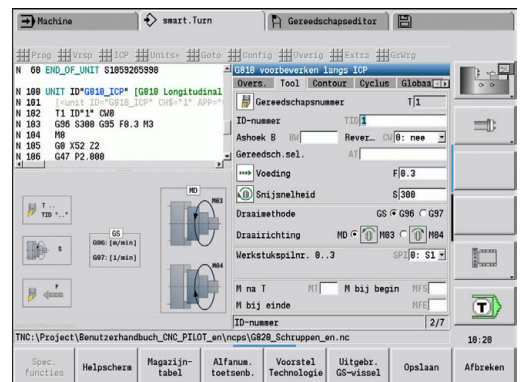 Machine
smart.Turn
Gereedschapseditor
Prog Vrsp ICP Units» Goto Config Overig Extra GrWrg
N 60 END_OF_UNIT S1059265998
N 100 UNIT ID"G810_ICP" [G810 Longitudinal
N 101 [<unit ID="G810_ICP" CH$="1" APP="
N 102 T1 ID"1" CW0
N 103 G96 S300 G95 F0.3 M3
N 104 M8
N 105 G0 X52 Z2
N 106 G47 P2.000
G810 voorbewerken langs ICP
Overs. Tool Contour Cyclus Globaa
Gereedschapsnummer T 1
ID-nummer TID 1
Ashoek B BW Rever... CW 0: nee
Gereedsch.sel. AT
Voeding F 0.3
Snijsnelheid S 300
Draaimethode GS G96 G97
Draairichting MD M03 M04
Werkstukspilnr. 0..3 SPI 0: S1
M na T MT M bij begin MFS
M bij einde MFE
ID-nummer 2/7
T ..
TID "..."
S
F
GS
G96: [m/min]
G97: [1/min]
MD
M03
M04
TNC:\Project\Benutzerhandbuch_CNC_PILOT_en\ncps\G820_Schruppen_en.nc
10:20
Spec. functies
Helpscherm
Magazijn- tabel
Alfanum. toetsenb.
Voorstel Technologie
Uitgebr. GS-wissel
Opslaan
Afbreken
T